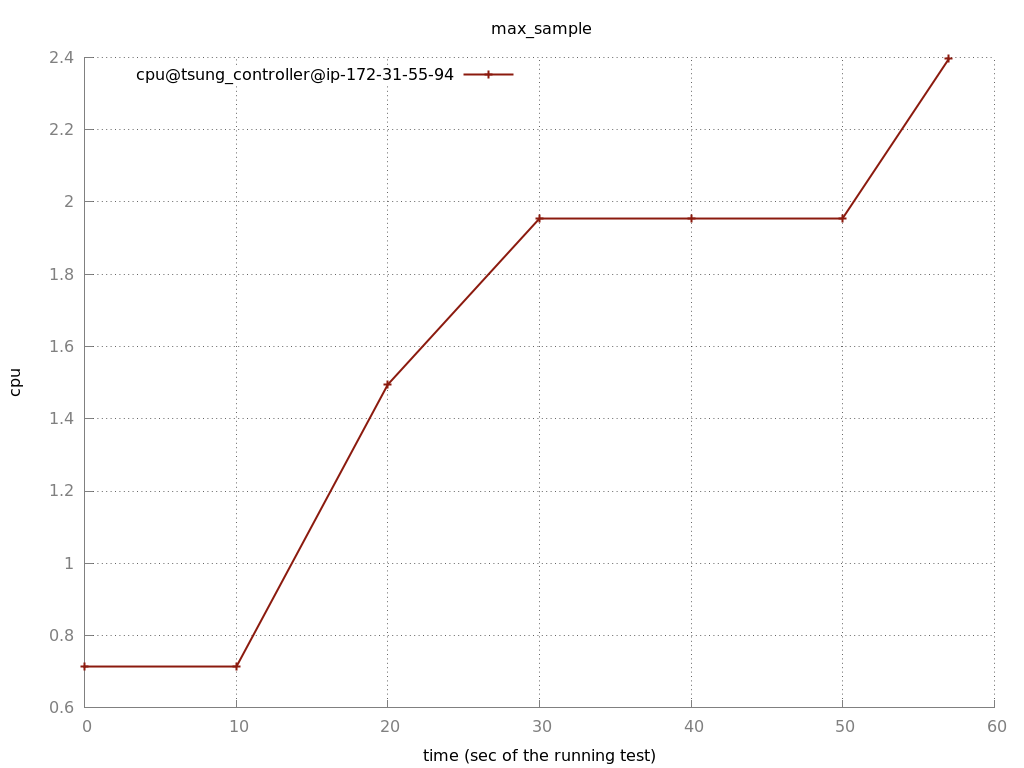 max_sample
cpu@tsung_controller@ip-172-31-55-94
2.4
2.2
2
1.8
1.6
1.4
1.2
1
0.8
0.6
cpu
0 10 20 30 40 50 60
time (sec of the running test)